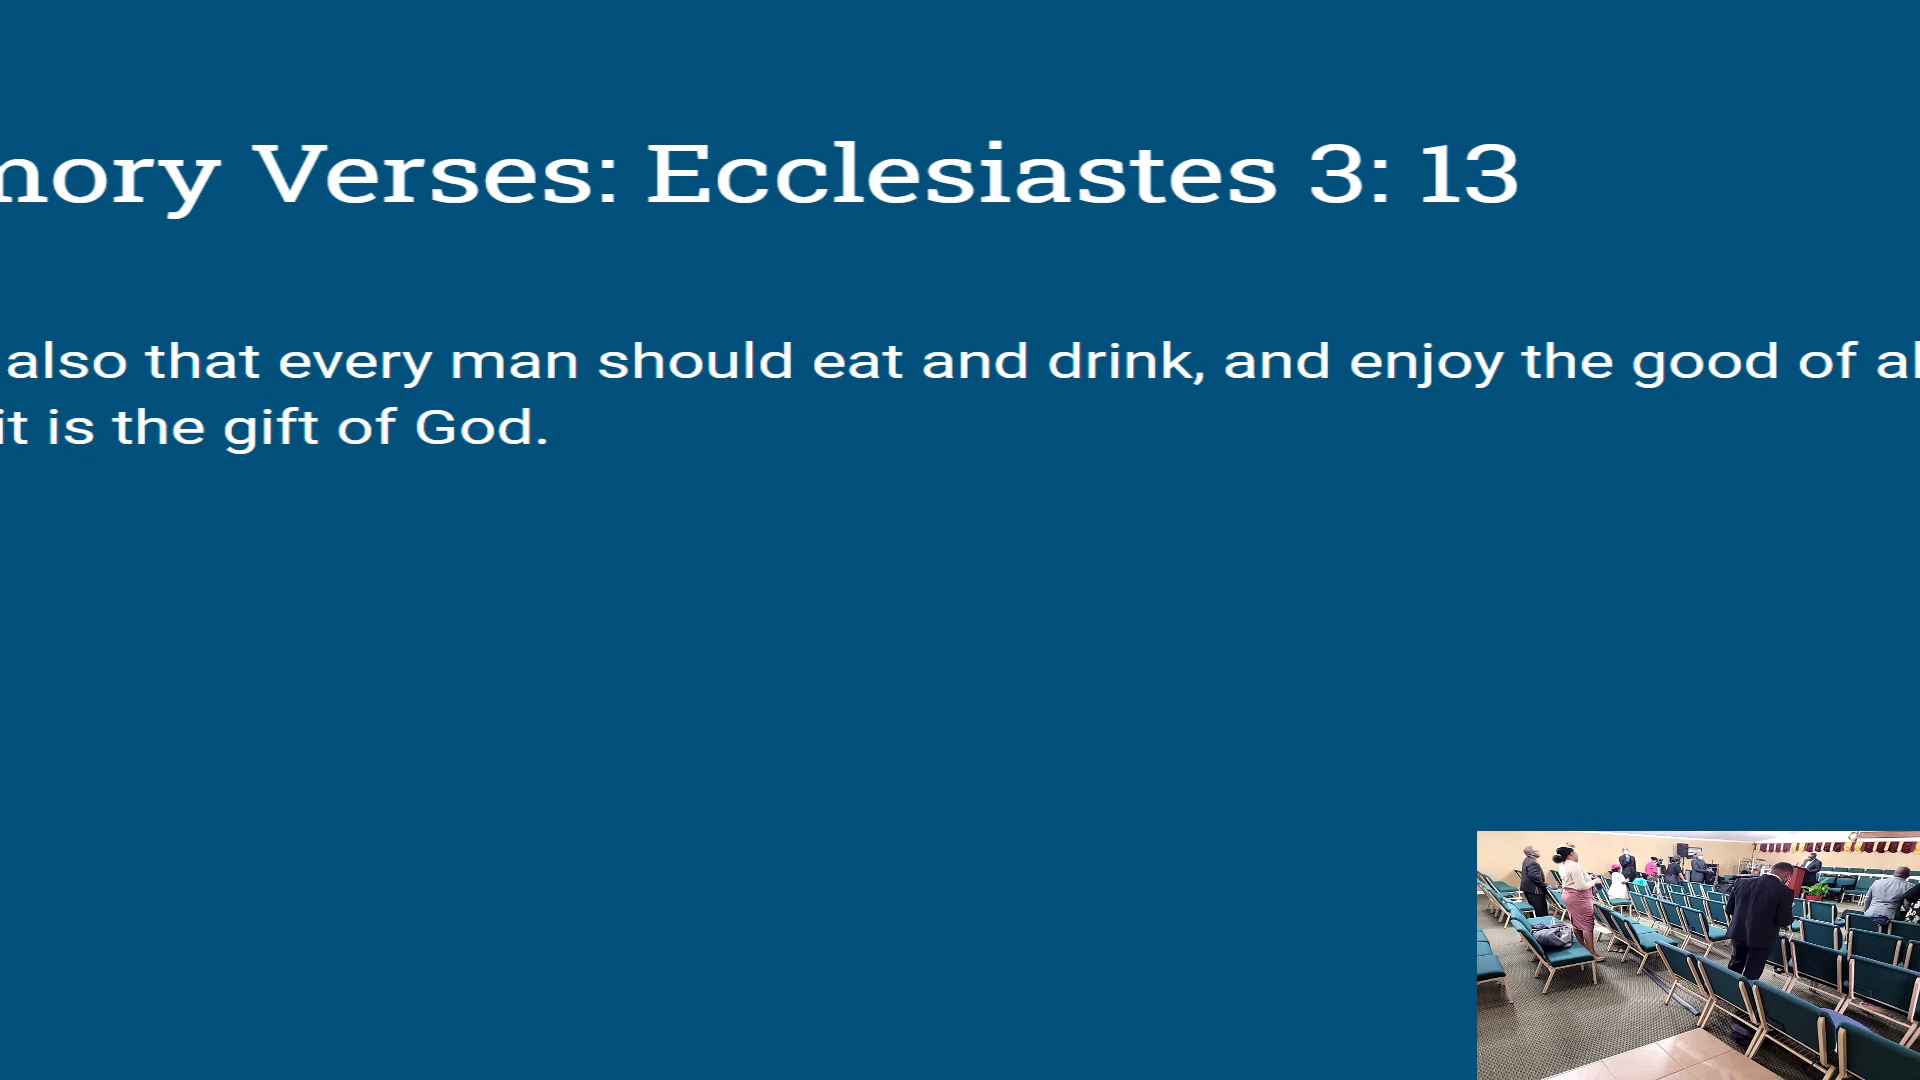 mory Verses: Ecclesiastes 3: 13
also that every man should eat and drink, and enjoy the good of al
it is the gift of God.